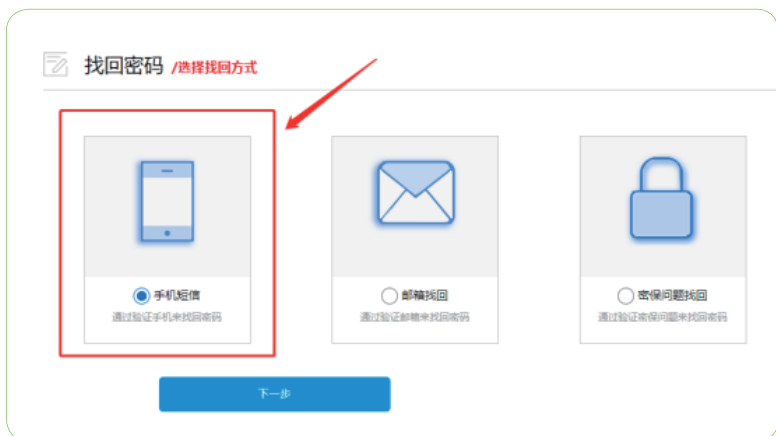 找回密码 /选择找回方式
手机短信
通过验证手机来找回密码
邮箱找回
通过验证邮箱来找回密码
密保问题找回
通过验证密保问题来找回密码
下一步